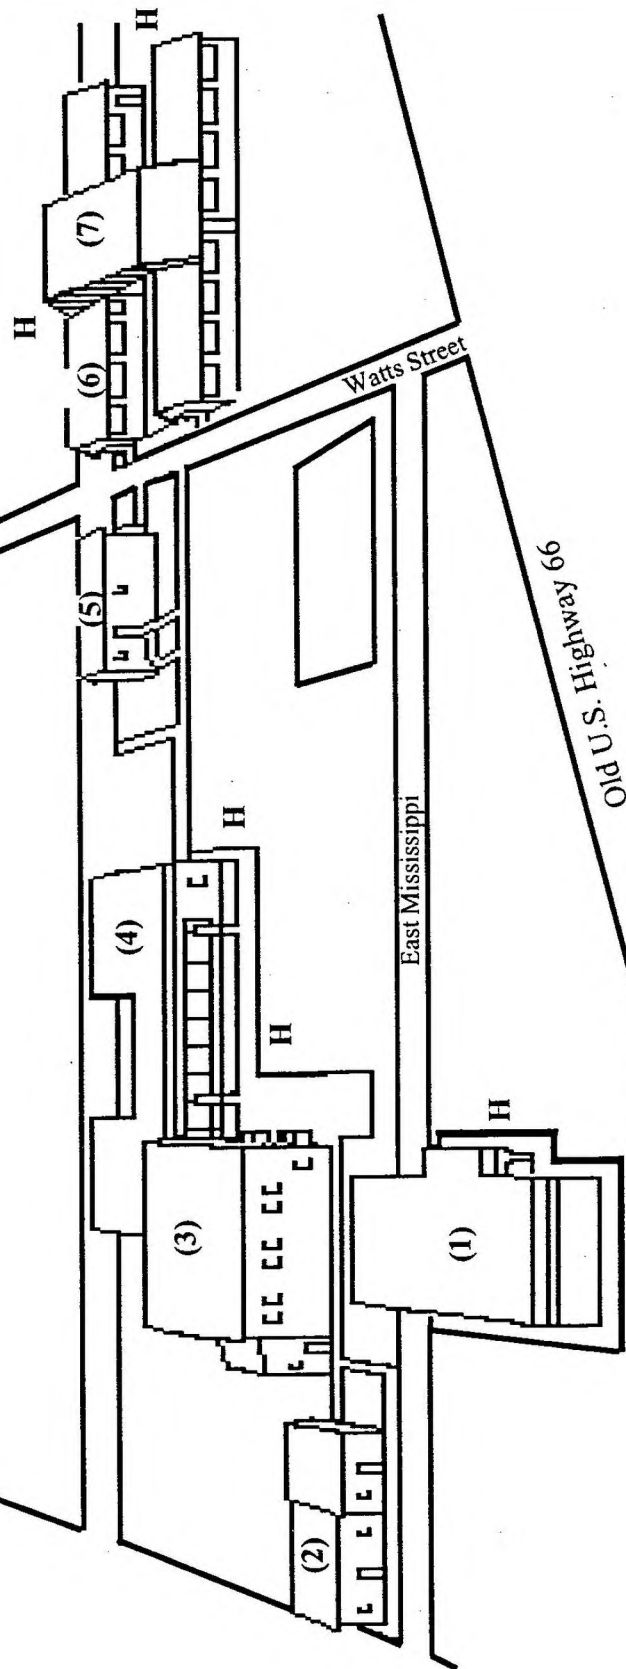 H
(7)
H
(6)
Watts Street
(5)
Old U.S. Highway 66
H
(4)
East Mississippi
H
H
(3)
(1)
(2)